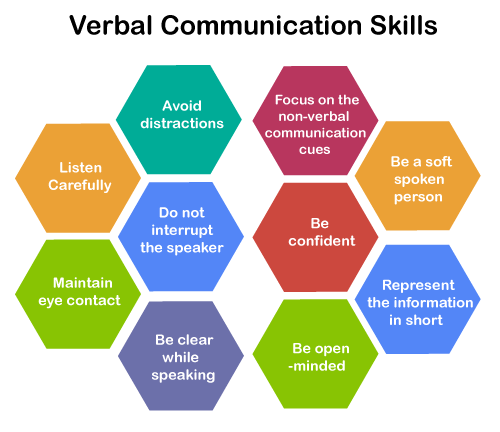 Verbal Communication Skills
Avoid
distractions
Focus on the
non-verbal
communication
cues
Listen
Carefully
Be a soft
spoken
person
Do not
interrupt
the speaker
Be
confident
Maintain
eye contact
Represent
the information
in short
Be clear
while
speaking
Be open
-minded